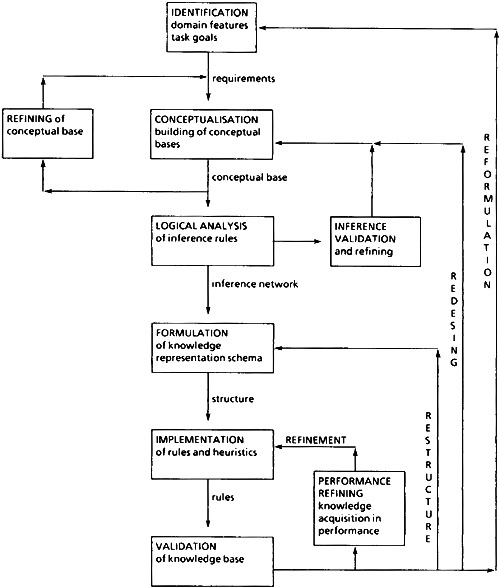 IDENTIFICATION
domain features
task goals
requirements
REFINING of
conceptual base
CONCEPTUALISATION
building of conceptual
bases
conceptual base
LOGICAL ANALYSIS
of inference rules
INFERENCE
VALIDATION
and refining
inference network
FORMULATION
of knowledge
representation schema
structure
IMPLEMENTATION
of rules and heuristics
REFINEMENT
PERFORMANCE
REFINING
knowledge
acquisition in
performance
rules
VALIDATION
of knowledge base
RESTRUCTURE
REDESING
REFORMULATION